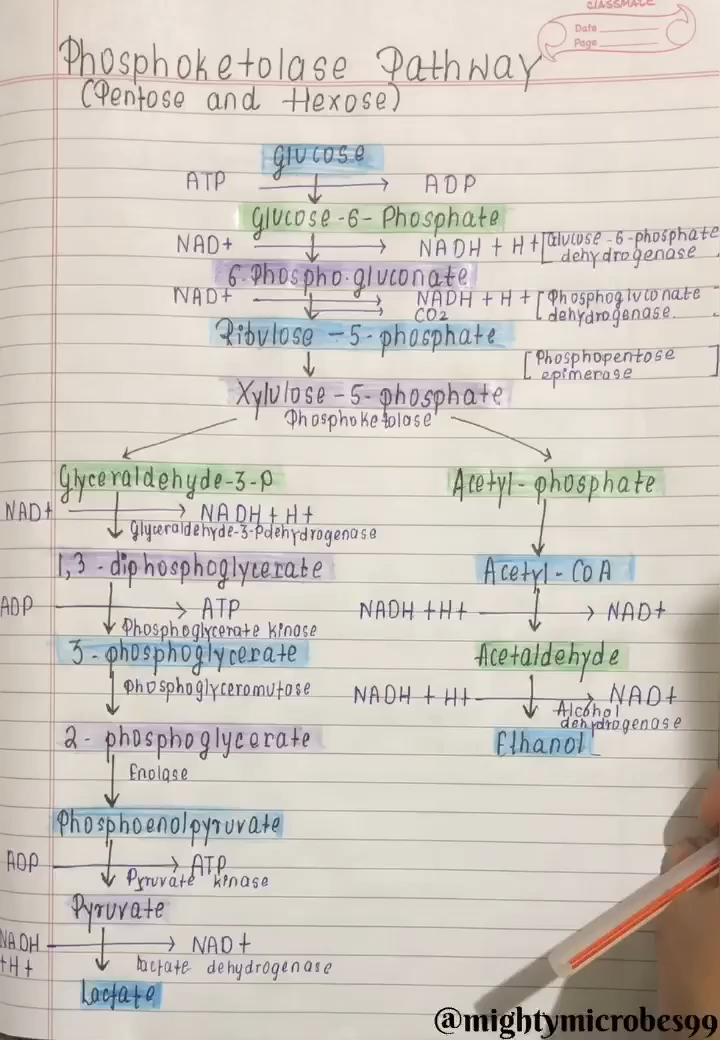 CLASSMATE
Date
Page
Phosphoketolase Pathway
(Pentose and Hexose)
Glucose
ATP ADP
Glucose-6-Phosphate
NAD+ NADH + H+ [Glucose-6-phosphate dehydrogenase
6.Phospho.gluconate
NAD+ NADH + H+ [Phosphogluconate dehydrogenase.
CO2
Ribulose-5-phosphate
[Phosphopentose epimerase]
Xylulose-5-phosphate
Phosphoketolase
Glyceraldehyde-3-P
NAD+ NADH + H+
Glyceraldehyde-3-Pdehydrogenase
1,3-diphosphoglycerate
ADP ATP
Phosphoglycerate kinase
3-phosphoglycerate
Phosphoglyceromutose
2-phosphoglycerate
Enolase
Phosphoenolpyruvate
ADP ATP
Pyruvate kinase
Pyruvate
NADH +H+ NAD+
lactate dehydrogenase
Lactate
Acetyl-phosphate
Acetyl-CoA
NADH +H+ NAD+
Acetaldehyde
NADH + H+ NAD+
Alcohol dehydrogenase
Ethanol
@mightymicrobes99